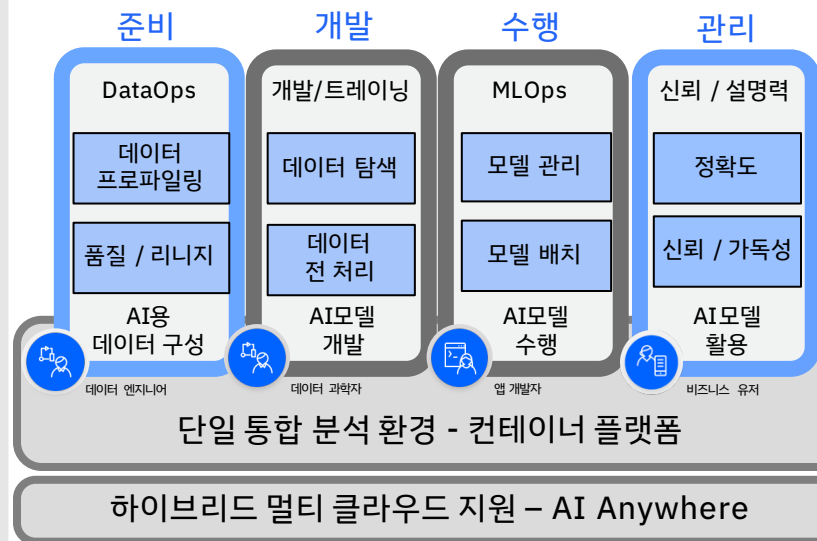 준비
개발
수행
관리
DataOps
개발/트레이닝
MLOps
신뢰 / 설명력
데이터
프로파일링
데이터 탐색
모델 관리
정확도
품질 / 리니지
데이터
전 처리
모델 배치
신뢰 / 가독성
AI용
데이터 구성
AI모델
개발
AI모델
수행
AI모델
활용
데이터 엔지니어
데이터 과학자
앱 개발자
비즈니스 유저
단일 통합 분석 환경 - 컨테이너 플랫폼
하이브리드 멀티 클라우드 지원 – AI Anywhere